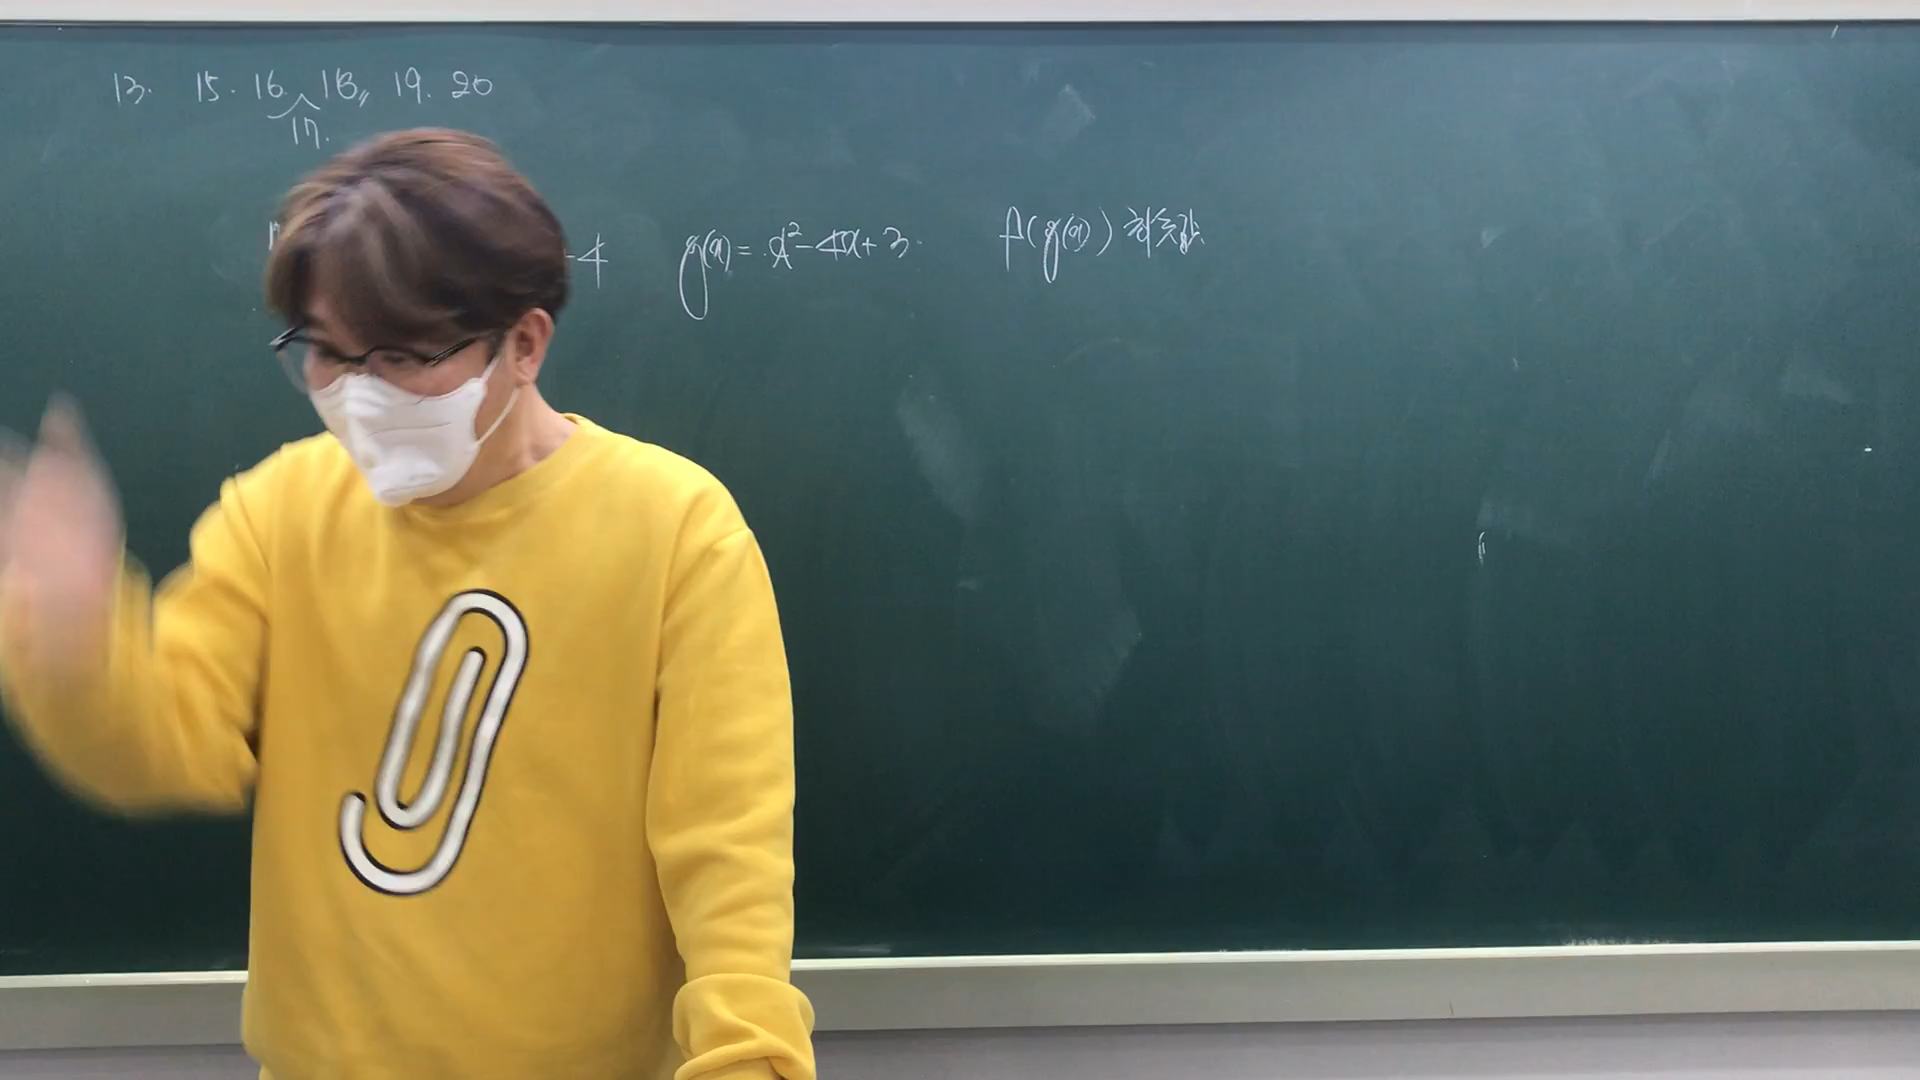 13. 15. 16. 18, 19. 20
17.
-4 g(x) = x²-4x+3. f(g(x)) 최솟값.